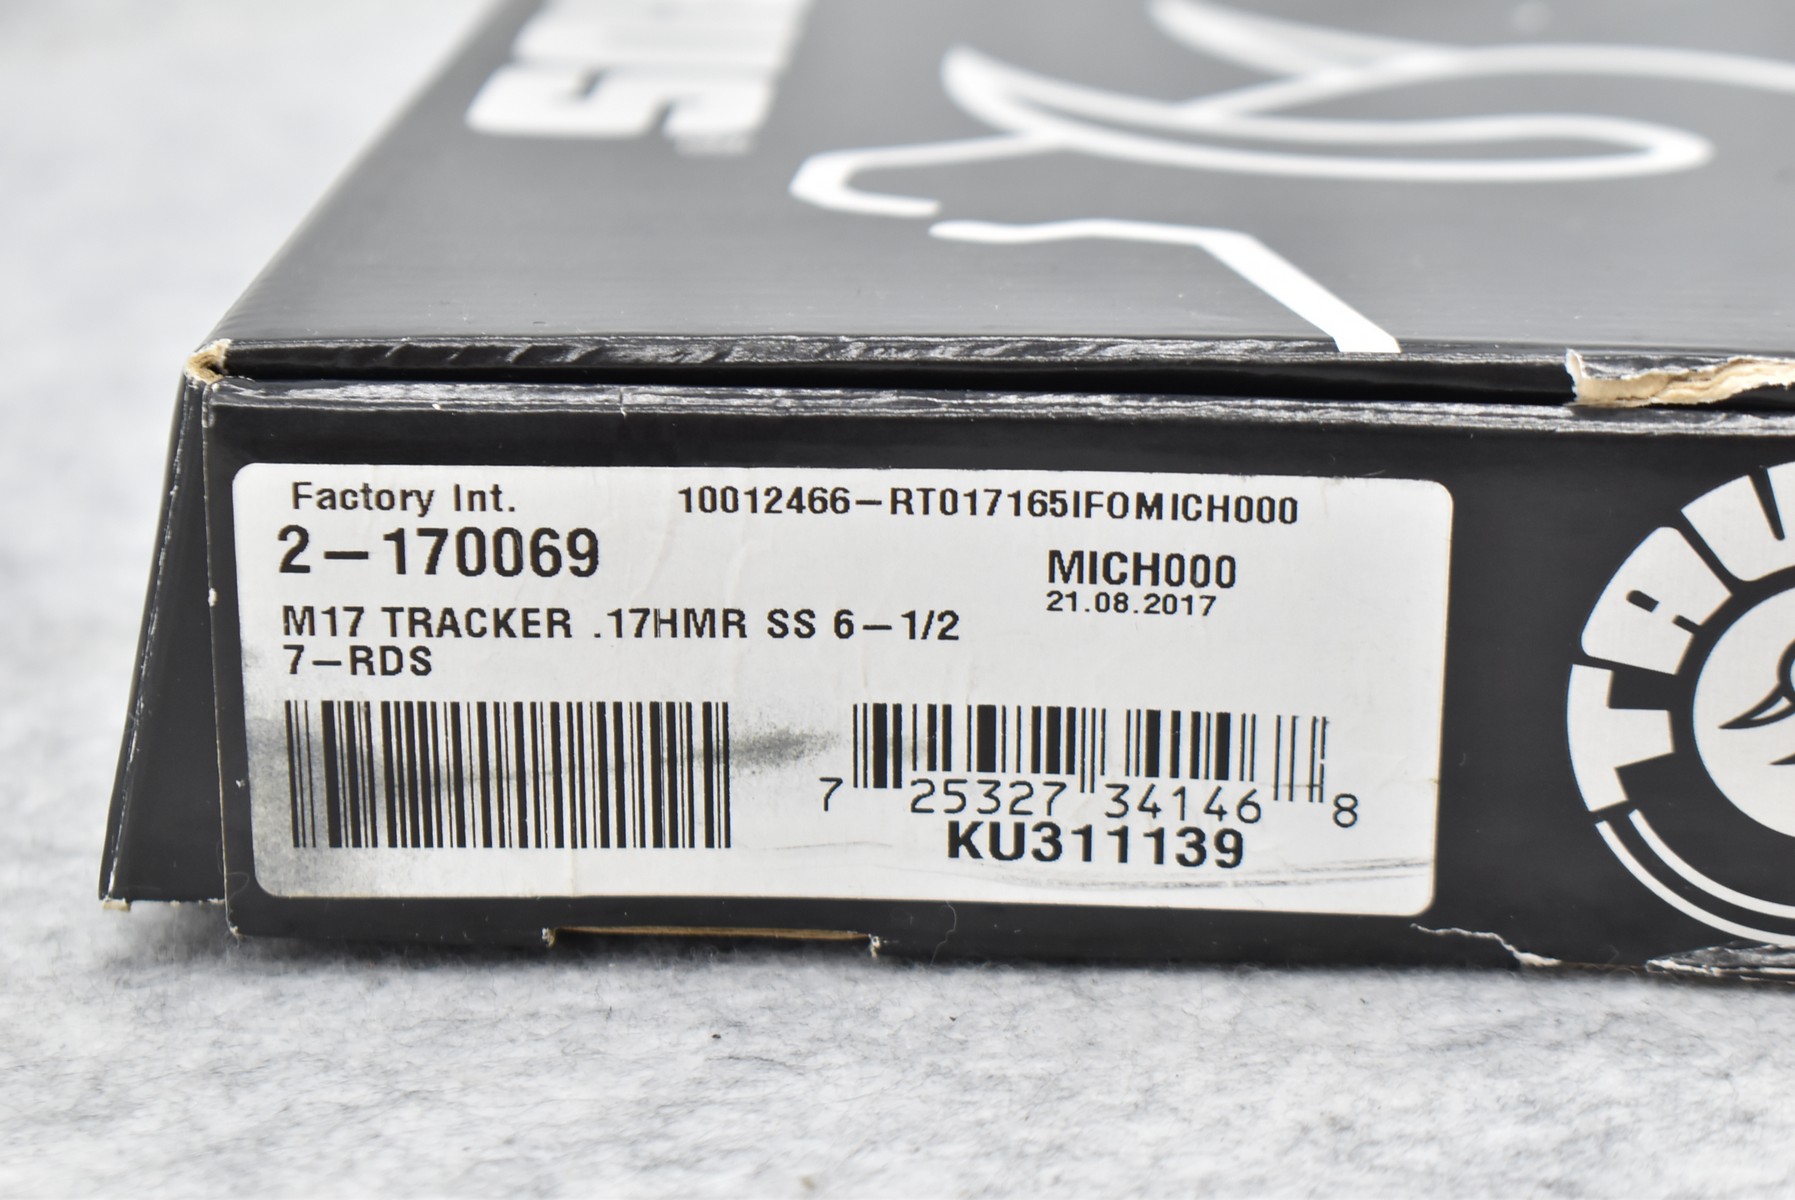 Factory Int. 10012466-RT017165IFOMICH000
2-170069
MICH000
21.08.2017
M17 TRACKER .17HMR SS 6-1/2
7-RDS
7 25327 34146 8
KU311139